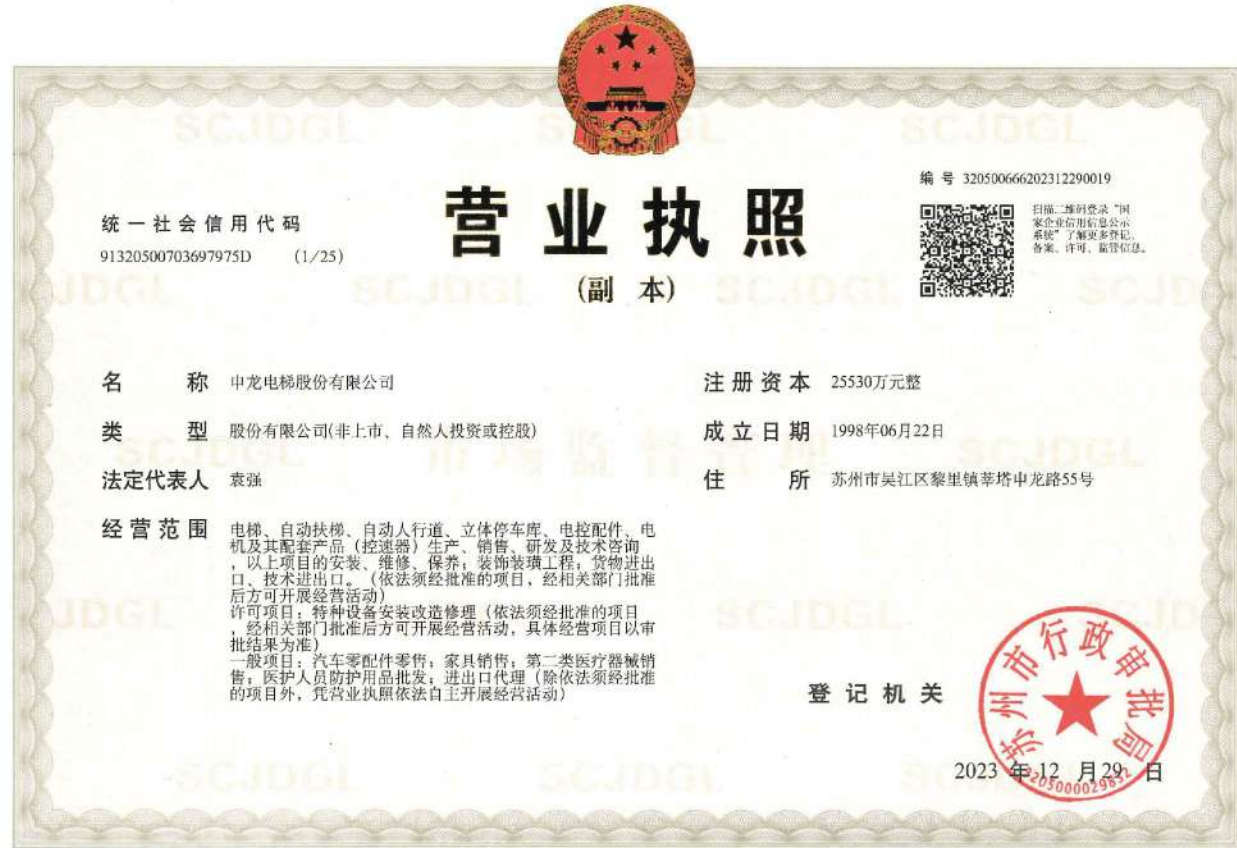 编 号 320500666202312290019
统一社会信用代码
91320500703697975D (1/25)
营业执照
(副 本)
扫描二维码登录“国
家企业信用信息公示
系统”了解更多登记、
备案、许可、监管信息。
名 称 申龙电梯股份有限公司
类 型 股份有限公司(非上市、自然人投资或控股)
法定代表人 袁强
经营范围 电梯、自动扶梯、自动人行道、立体停车库、电控配件、电
机及其配套产品（控速器）生产、销售、研发及技术咨询
，以上项目的安装、维修、保养；装饰装璜工程；货物进出
口、技术进出口。（依法须经批准的项目，经相关部门批准
后方可开展经营活动）
许可项目：特种设备安装改造修理（依法须经批准的项目
，经相关部门批准后方可开展经营活动，具体经营项目以审
批结果为准）
一般项目：汽车零配件零售；家具销售；第二类医疗器械销
售；医护人员防护用品批发；进出口代理（除依法须经批准
的项目外，凭营业执照依法自主开展经营活动）
注册资本 25530万元整
成立日期 1998年06月22日
住 所 苏州市吴江区黎里镇莘塔申龙路55号
登记机关
苏州市行政审批局
3205000029832
2023 年 12 月 29 日
SCJDGL
市场监督管理